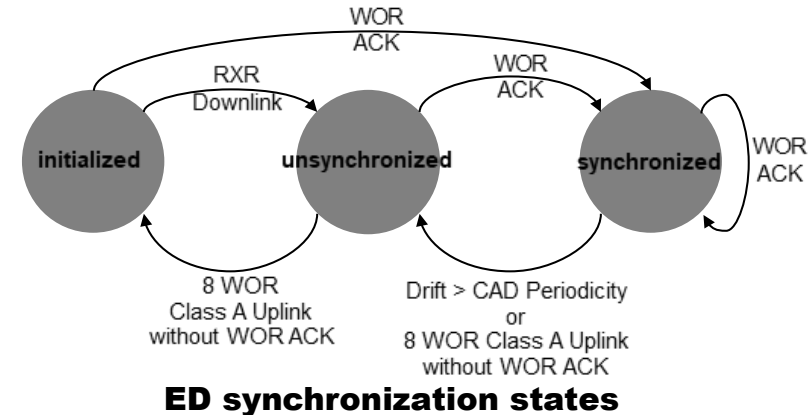 WOR
ACK
RXR
Downlink
WOR
ACK
initialized
unsynchronized
synchronized
WOR
ACK
8 WOR
Class A Uplink
without WOR ACK
Drift > CAD Periodicity
or
8 WOR Class A Uplink
without WOR ACK
ED synchronization states